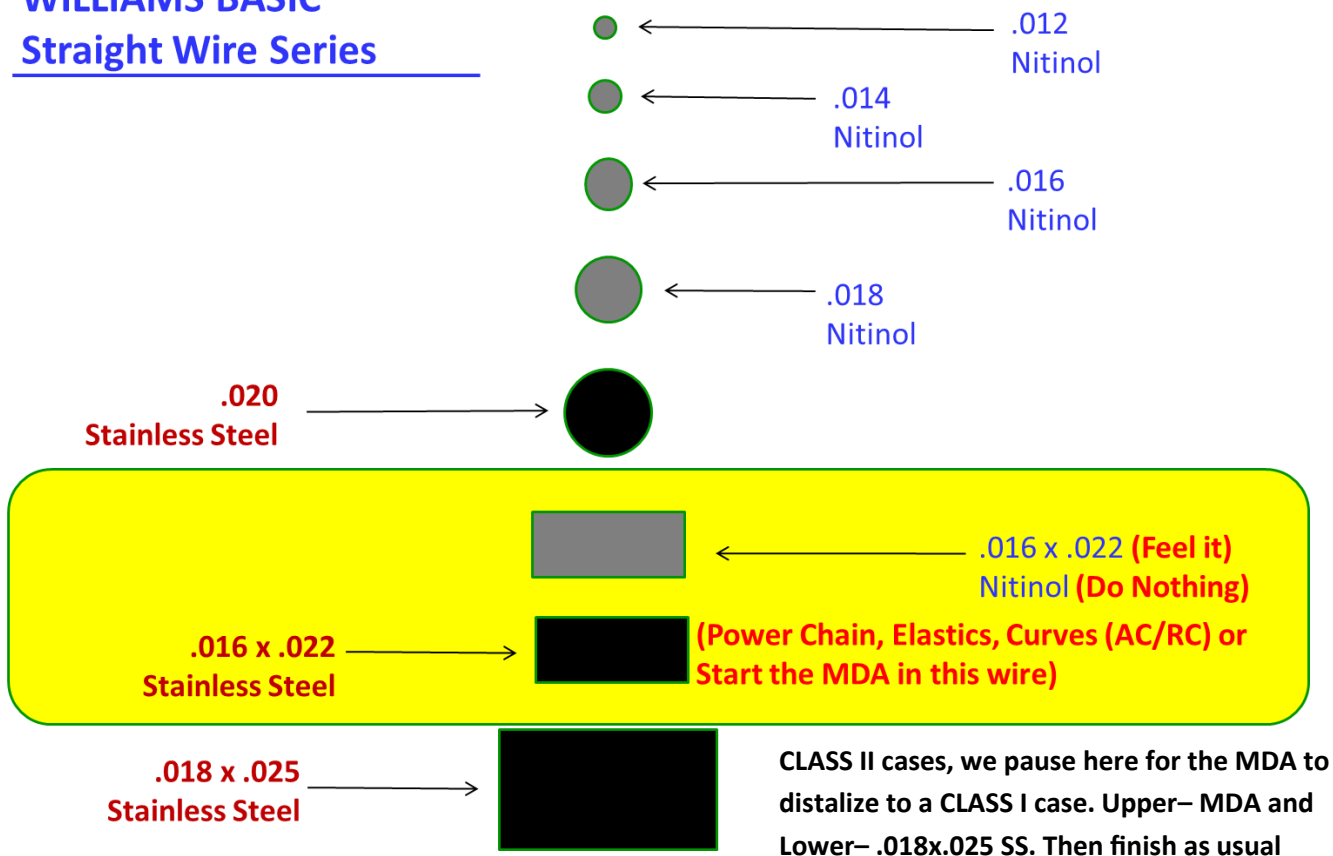 WILLIAMS BASIC
Straight Wire Series
.012
Nitinol
.014
Nitinol
.016
Nitinol
.018
Nitinol
.020
Stainless Steel
.016 x .022 (Feel it)
Nitinol (Do Nothing)
.016 x .022
Stainless Steel
(Power Chain, Elastics, Curves (AC/RC) or
Start the MDA in this wire)
.018 x .025
Stainless Steel
CLASS II cases, we pause here for the MDA to
distalize to a CLASS I case. Upper– MDA and
Lower– .018x.025 SS. Then finish as usual